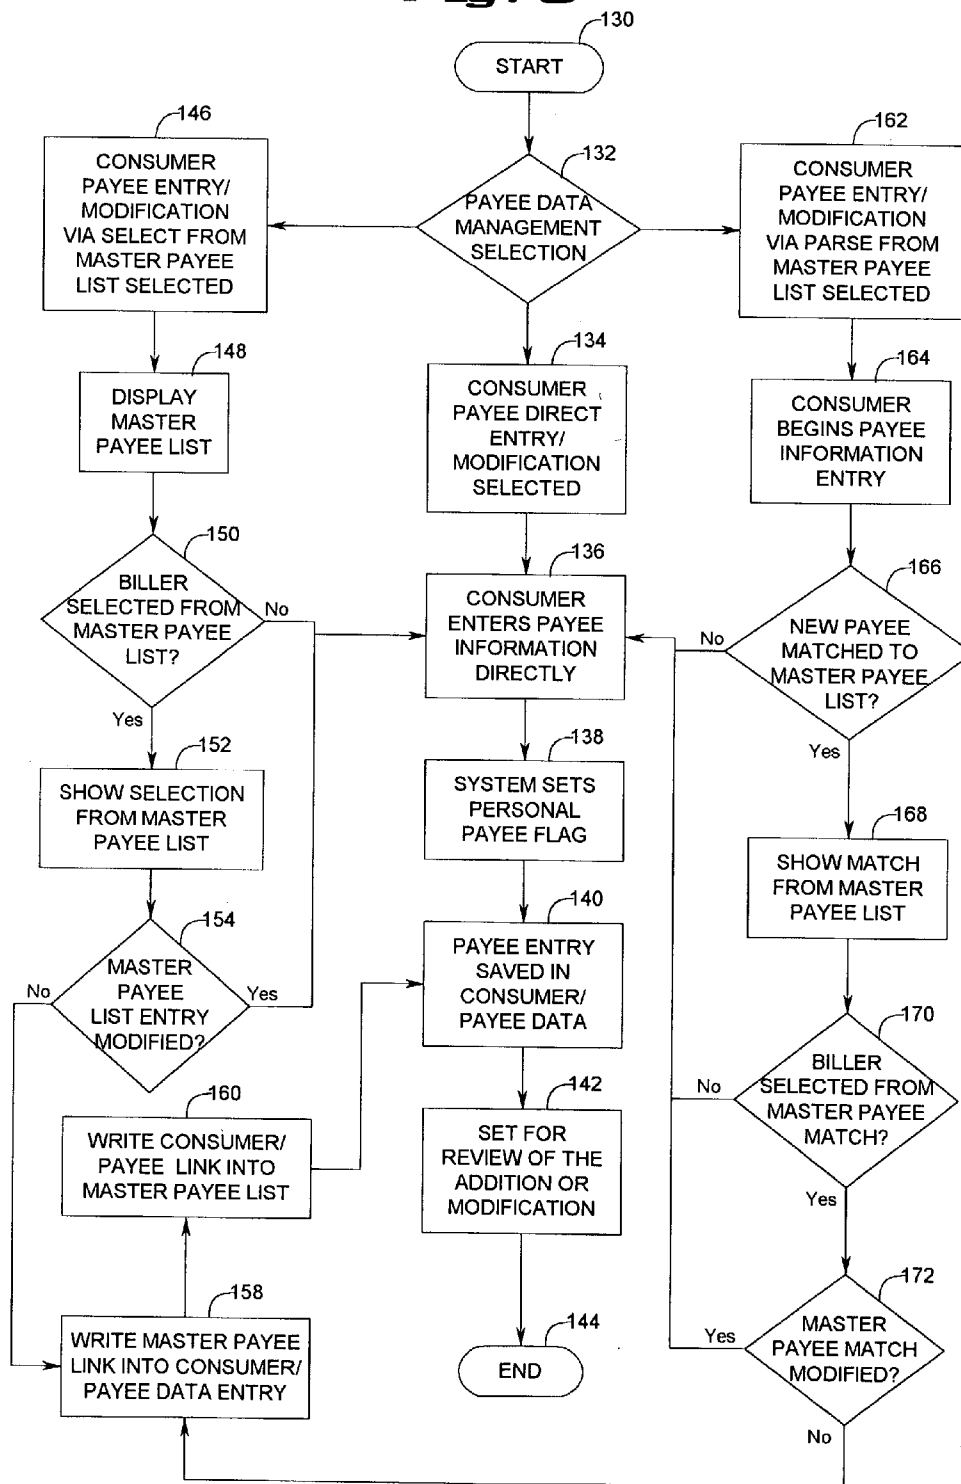 130
START
146
CONSUMER
PAYEE ENTRY/
MODIFICATION
VIA SELECT FROM
MASTER PAYEE
LIST SELECTED
132
PAYEE DATA
MANAGEMENT
SELECTION
162
CONSUMER
PAYEE ENTRY/
MODIFICATION
VIA PARSE FROM
MASTER PAYEE
LIST SELECTED
148
DISPLAY
MASTER
PAYEE LIST
134
CONSUMER
PAYEE DIRECT
ENTRY/
MODIFICATION
SELECTED
164
CONSUMER
BEGINS PAYEE
INFORMATION
ENTRY
150
BILLER
SELECTED FROM
MASTER PAYEE
LIST?
No
Yes
136
CONSUMER
ENTERS PAYEE
INFORMATION
DIRECTLY
166
NEW PAYEE
MATCHED TO
MASTER PAYEE
LIST?
No
Yes
152
SHOW SELECTION
FROM MASTER
PAYEE LIST
138
SYSTEM SETS
PERSONAL
PAYEE FLAG
168
SHOW MATCH
FROM MASTER
PAYEE LIST
154
MASTER
PAYEE
LIST ENTRY
MODIFIED?
No
Yes
140
PAYEE ENTRY
SAVED IN
CONSUMER/
PAYEE DATA
170
BILLER
SELECTED FROM
MASTER PAYEE
MATCH?
No
Yes
160
WRITE CONSUMER/
PAYEE LINK INTO
MASTER PAYEE LIST
142
SET FOR
REVIEW OF THE
ADDITION OR
MODIFICATION
172
MASTER
PAYEE MATCH
MODIFIED?
Yes
No
158
WRITE MASTER PAYEE
LINK INTO CONSUMER/
PAYEE DATA ENTRY
144
END